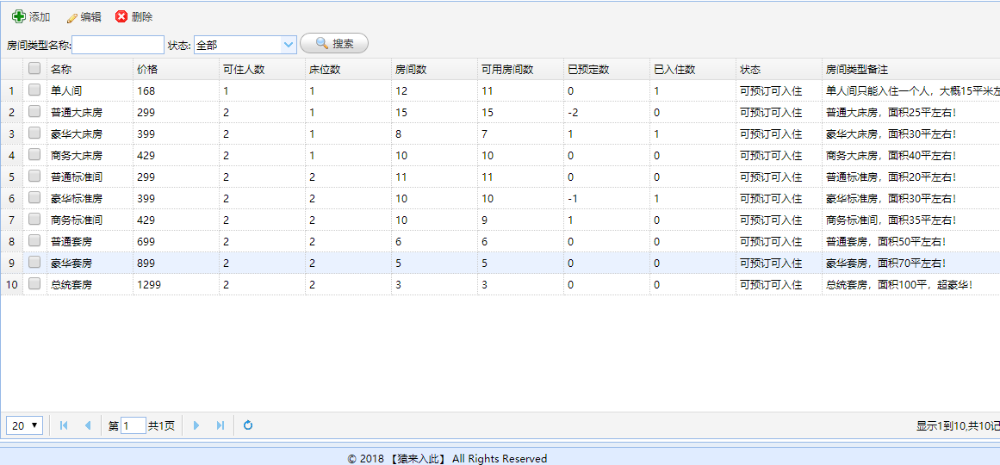 添加 编辑 删除
房间类型名称: 状态: 全部 搜索
名称 价格 可住人数 床位数 房间数 可用房间数 已预定数 已入住数 状态 房间类型备注
1 单人间 168 1 1 12 11 0 1 可预订可入住 单人间只能入住一个人，大概15平米左
2 普通大床房 299 2 1 15 15 -2 0 可预订可入住 普通大床房，面积25平左右！
3 豪华大床房 399 2 1 8 7 1 1 可预订可入住 豪华大床房，面积30平左右！
4 商务大床房 429 2 1 10 10 0 0 可预订可入住 商务大床房，面积40平左右！
5 普通标准间 299 2 2 11 11 0 0 可预订可入住 普通标准房，面积20平左右！
6 豪华标准房 399 2 2 10 10 -1 1 可预订可入住 豪华标准房，面积30平左右！
7 商务标准间 429 2 2 10 9 1 0 可预订可入住 商务标准间，面积35平左右！
8 普通套房 699 2 2 6 6 0 0 可预订可入住 普通套房，面积50平左右！
9 豪华套房 899 2 2 5 5 0 0 可预订可入住 豪华套房，面积70平左右！
10 总统套房 1299 2 2 3 3 0 0 可预订可入住 总统套房，面积100平，超豪华！
20 第 1 共1页 显示1到10,共10记
© 2018 【猿来入此】 All Rights Reserved